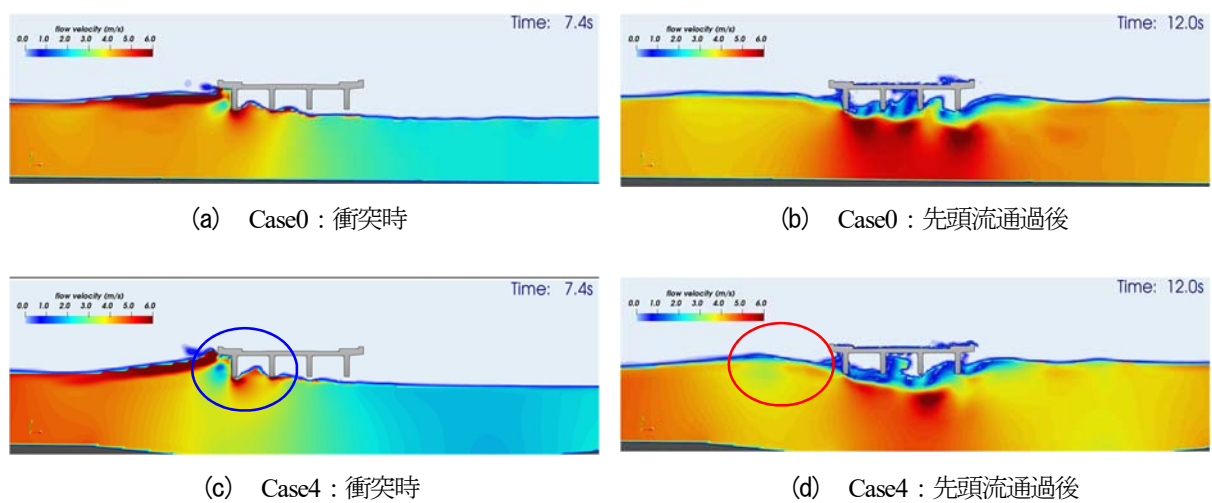 flow velocity (m/s)
0.0 1.0 2.0 3.0 4.0 5.0 6.0
Time: 7.4s
flow velocity (m/s)
0.0 1.0 2.0 3.0 4.0 5.0 6.0
Time: 12.0s
(a) Case0：衝突時
(b) Case0：先頭流通過後
flow velocity (m/s)
0.0 1.0 2.0 3.0 4.0 5.0 6.0
Time: 7.4s
flow velocity (m/s)
0.0 1.0 2.0 3.0 4.0 5.0 6.0
Time: 12.0s
(c) Case4：衝突時
(d) Case4：先頭流通過後